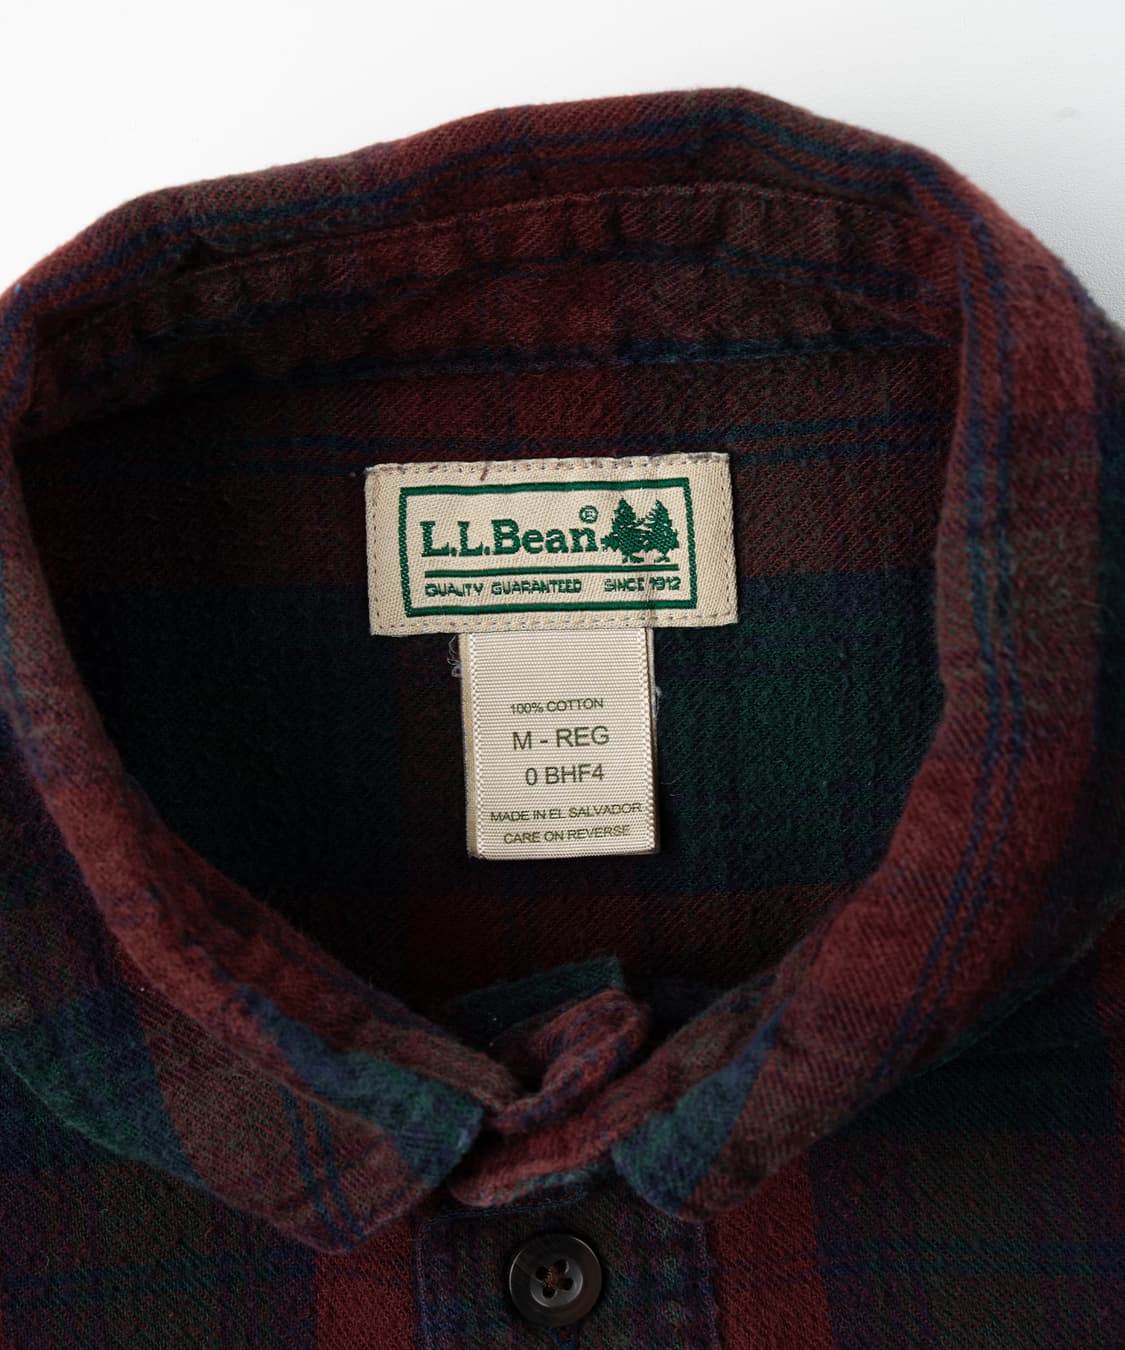 L.L.Bean®
QUALITY GUARANTEED SINCE 1912
100% COTTON
M - REG
0 BHF4
MADE IN EL SALVADOR
CARE ON REVERSE